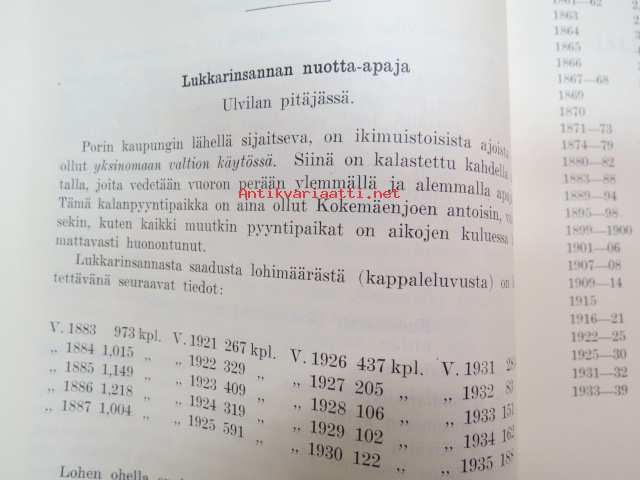 Lukkarinsannan nuotta-apaja
Ulvilan pitäjässä.
Porin kaupungin lähellä sijaitseva, on ikimuistoisista ajoista
ollut yksinomaan valtion käytössä. Siinä on kalastettu kahdella
talla, joita vedetään vuoron perään ylemmällä ja alemmalla
Antikvariaatti.net
Tämä kalanpyyntipaikka on aina ollut Kokemäenjoen antoisin,
sekin, kuten kaikki muutkin pyyntipaikat on aikojen kuluessa
mattavasti huonontunut.
Lukkarinsannasta saadusta lohimäärästä (kappaleluvusta) on
tettävänä seuraavat tiedot:
V. 1883 973 kpl. V. 1921 267 kpl. V. 1926 437 kpl. V. 1931
„ 1884 1,015 „ „ 1922 329 „ „ 1927 205 „ „ 1932
„ 1885 1,149 „ „ 1923 409 „ „ 1928 106 „ „ 1933 151
„ 1886 1,218 „ „ 1924 319 „ „ 1929 102 „ „ 1934
„ 1887 1,004 „ „ 1925 591 „ „ 1930 122 „ „ 1935
Lohen ohella
1861—62
1863
1864
1865
1866
1867—68
1869
1870
1871—73
1874—79
1880—82
1883—88
1889—94
1895—98
1899—1900
1901—06
1907—08
1909—14
1915
1916—21
1922—25
1925—30
1931—32
1933—39